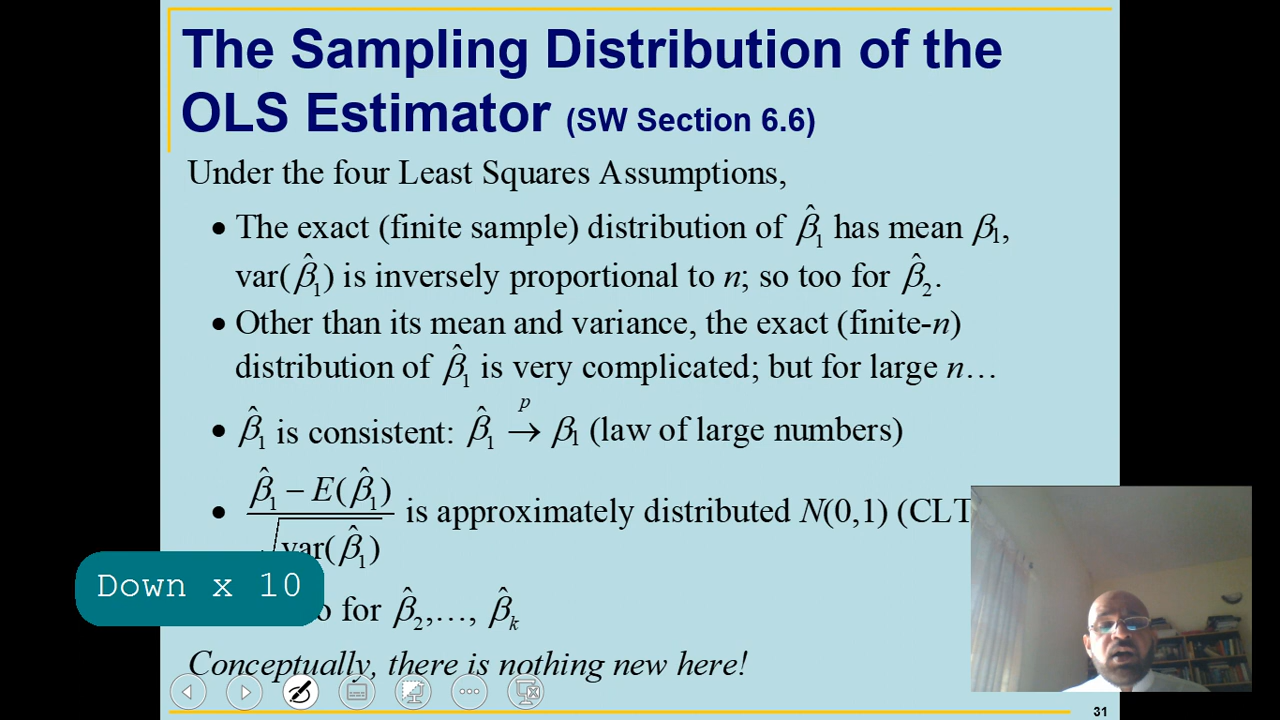 The Sampling Distribution of the
OLS Estimator (SW Section 6.6)
Under the four Least Squares Assumptions,
• The exact (finite sample) distribution of β̂₁ has mean β₁,
var(β̂₁) is inversely proportional to n; so too for β̂₂.
• Other than its mean and variance, the exact (finite-n)
distribution of β̂₁ is very complicated; but for large n…
• β̂₁ is consistent: β̂₁ →ᵖ β₁ (law of large numbers)
• (β̂₁ − E(β̂₁)) / √var(β̂₁) is approximately distributed N(0,1) (CLT
Down x 10
o for β̂₂,…, β̂ₖ
Conceptually, there is nothing new here!
31